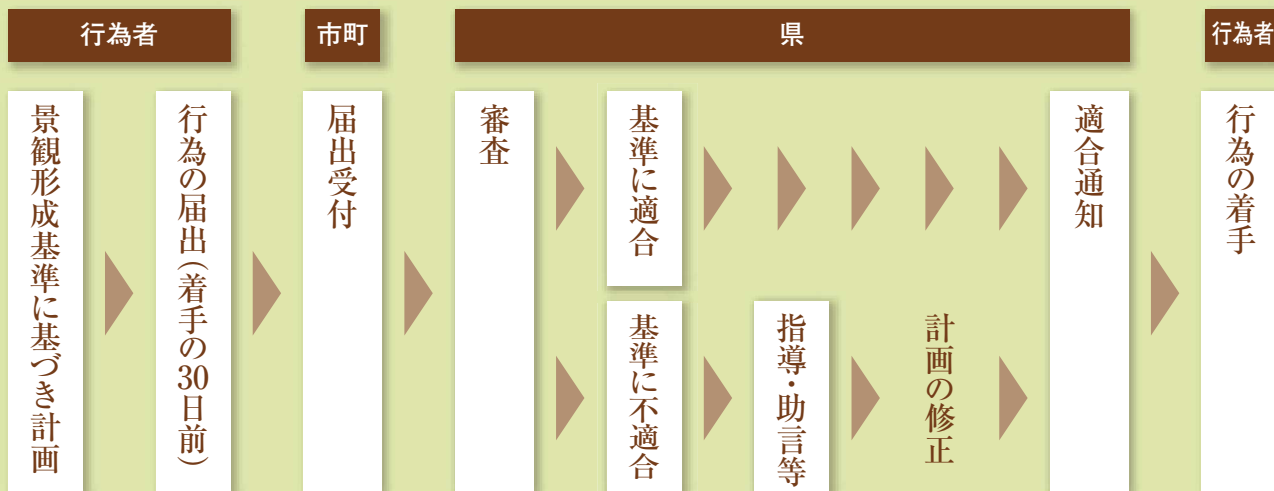 行為者
市町
県
行為者
景観形成基準に基づき計画
行為の届出(着手の30日前)
届出受付
審査
基準に適合
基準に不適合
指導・助言等
計画の修正
適合通知
行為の着手